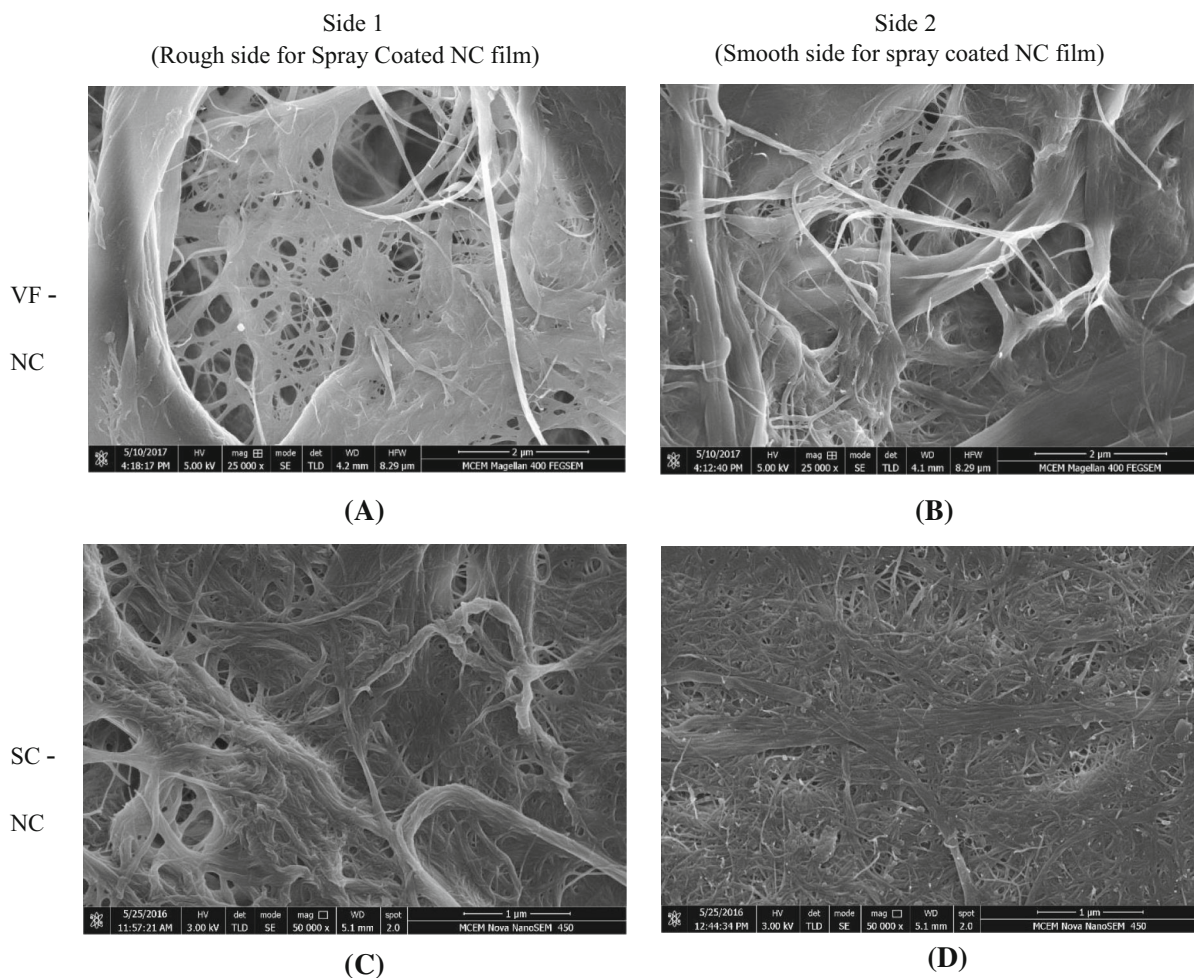 Side 1
(Rough side for Spray Coated NC film)
Side 2
(Smooth side for spray coated NC film)
VF -
NC
5/10/2017 HV mag mode det WD HFW 2 µm
4:18:17 PM 5.00 kV 25 000 x SE TLD 4.2 mm 8.29 µm MCEM Magellan 400 FEGSEM
5/10/2017 HV mag mode det WD HFW 2 µm
4:12:40 PM 5.00 kV 25 000 x SE TLD 4.1 mm 8.29 µm MCEM Magellan 400 FEGSEM
(A)
(B)
SC -
NC
5/25/2016 HV det mode mag WD spot 1 µm
11:57:21 AM 3.00 kV TLD SE 50 000 x 5.1 mm 2.0 MCEM Nova NanoSEM 450
5/25/2016 HV det mode mag WD spot 1 µm
12:44:34 PM 3.00 kV TLD SE 50 000 x 5.1 mm 2.0 MCEM Nova NanoSEM 450
(C)
(D)